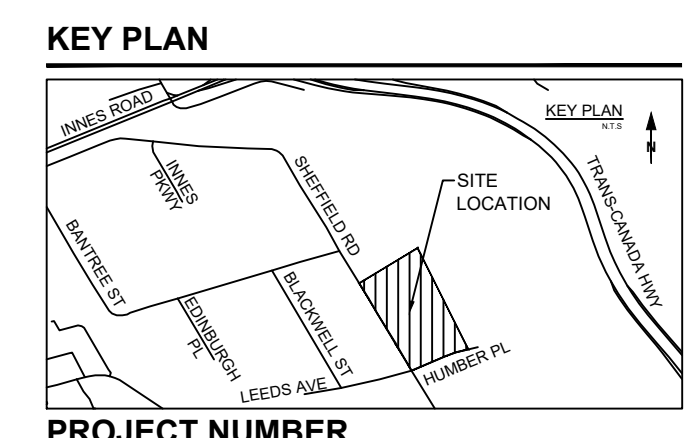 KEY PLAN
INNES ROAD
KEY PLAN
N.T.S
N
INNES
PKWY
SHEFFIELD RD
SITE
LOCATION
TRANS-CANADA HWY
BANTREE ST
EDINBURGH
PL
BLACKWELL ST
LEEDS AVE
HUMBER PL
PROJECT NUMBER